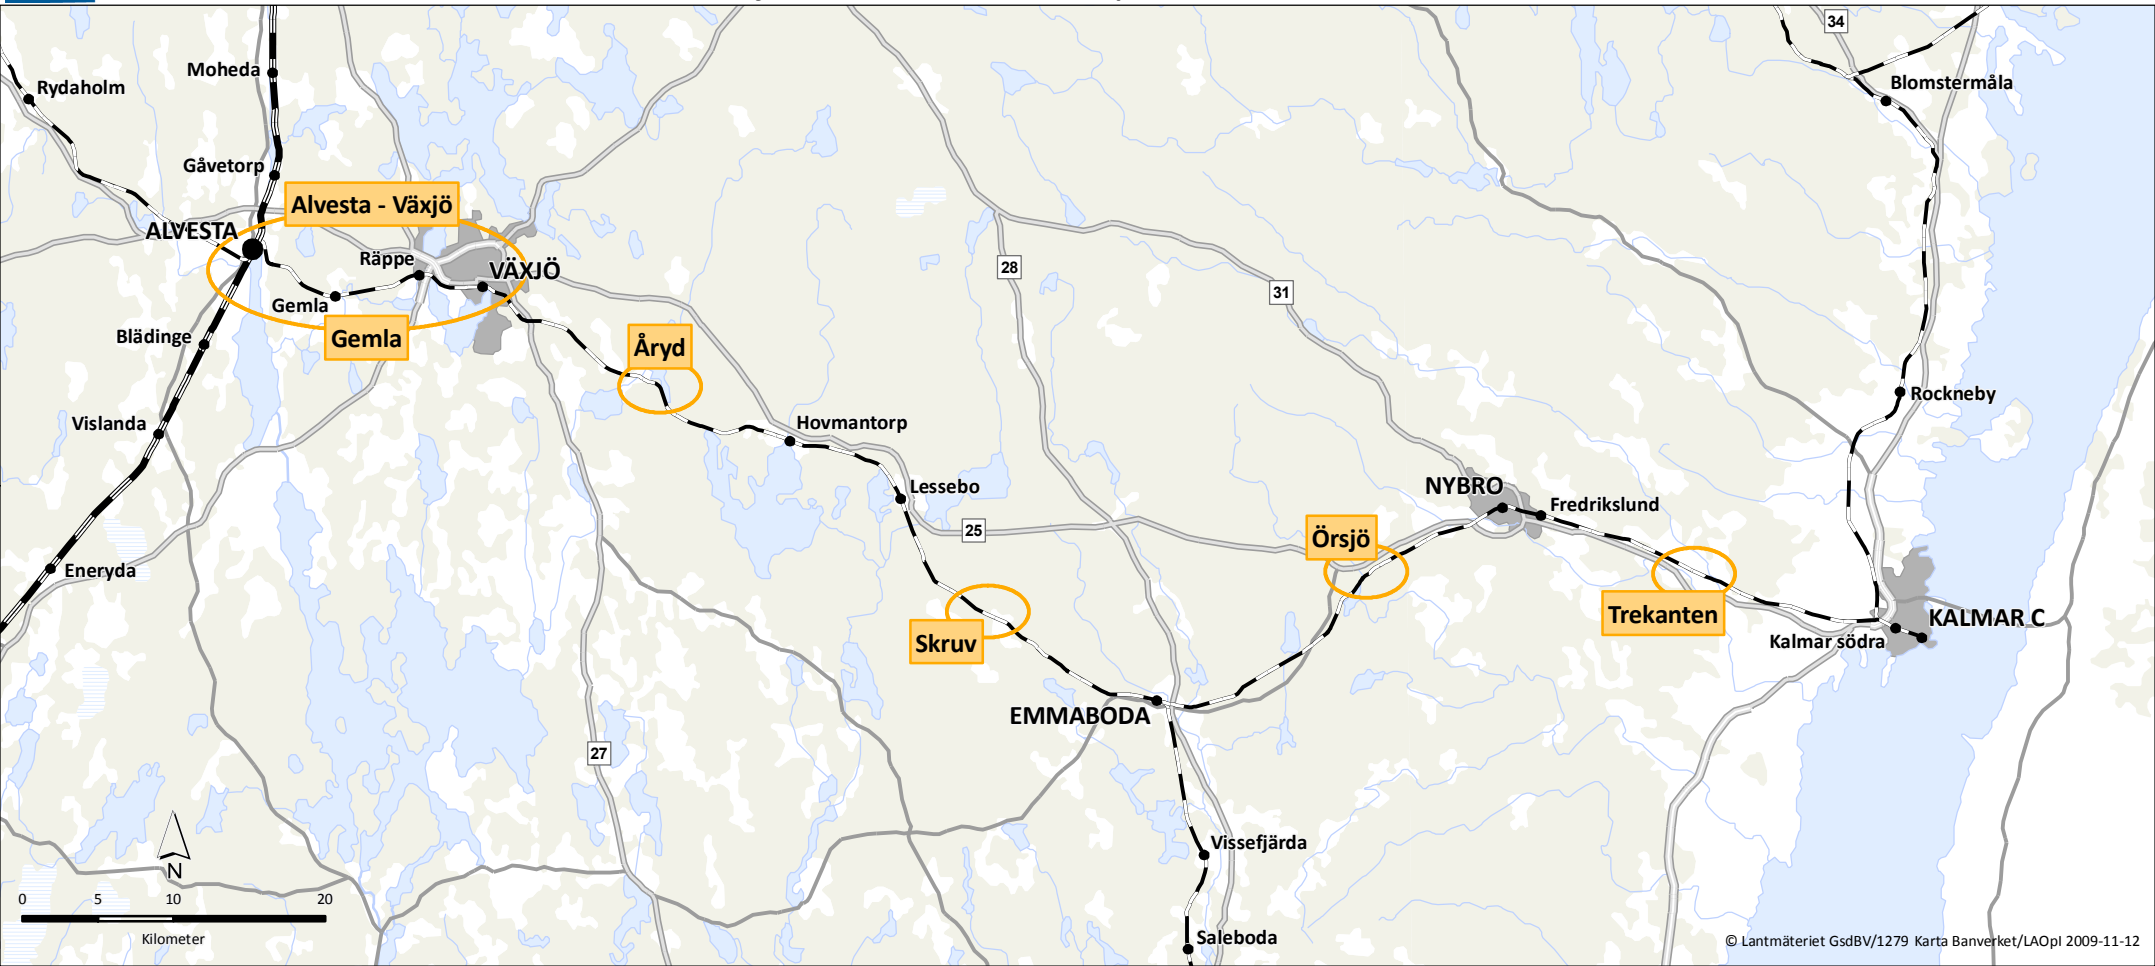 34
Moheda
Rydaholm
Blomstermåla
Gåvetorp
Alvesta - Växjö
ALVESTA
Räppe
VÄXJÖ
28
31
Gemla
Blädinge
Gemla
Åryd
Rockneby
Vislanda
Hovmantorp
Lessebo
NYBRO
Fredrikslund
25
Örsjö
Eneryda
Trekanten
KALMAR C
Skruv
Kalmar södra
EMMABODA
27
Vissefjärda
N
0 5 10 20
Kilometer
Saleboda
© Lantmäteriet GsdBV/1279 Karta Banverket/LAOpl 2009-11-12